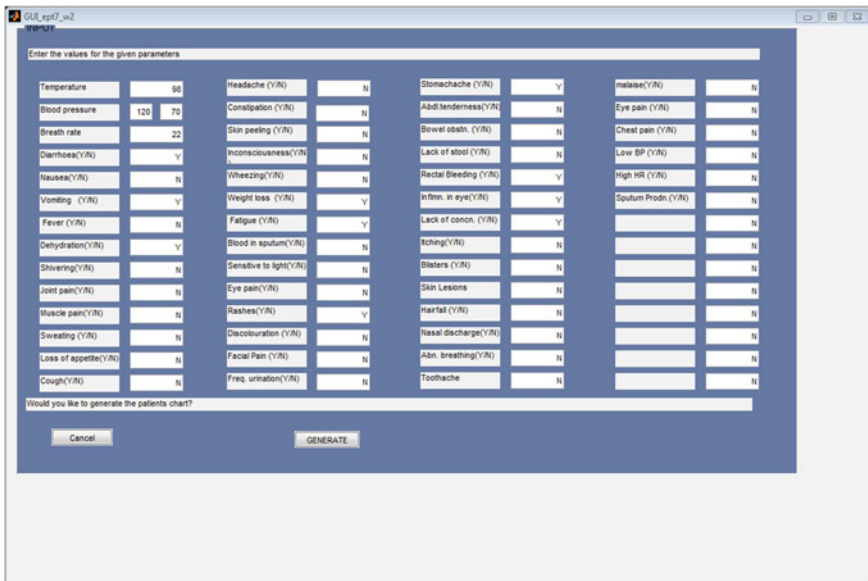 GUI_ept7_w2
INPUT
Enter the values for the given parameters
Temperature 98 Headache (Y/N) N Stomachache (Y/N) Y malaise(Y/N) N
Blood pressure 120 70 Constipation (Y/N) N Abdl.tenderness(Y/N) N Eye pain (Y/N) N
Breath rate 22 Skin peeling (Y/N) N Bowel obstn. (Y/N) N Chest pain (Y/N) N
Diarrhoea(Y/N) Y Inconsciousness(Y/N N Lack of stool (Y/N) N Low BP (Y/N) N
Nausea(Y/N) N Wheezing(Y/N) N Rectal Bleeding (Y/N) Y High HR (Y/N) N
Vomiting (Y/N) Y Weight loss (Y/N) Y Inflmn. in eye(Y/N) Y Sputum Prodn.(Y/N) N
Fever (Y/N) N Fatigue (Y/N) Y Lack of concn. (Y/N) Y N
Dehydration(Y/N) Y Blood in sputum(Y/N) N Itching(Y/N) N N
Shivering(Y/N) N Sensitive to light(Y/N) N Blisters (Y/N) N N
Joint pain(Y/N) N Eye pain(Y/N) N Skin Lesions N N
Muscle pain(Y/N) N Rashes(Y/N) Y Hairfall (Y/N) N N
Sweating (Y/N) N Discolouration (Y/N) N Nasal discharge(Y/N) N N
Loss of appetite(Y/N) N Facial Pain (Y/N) N Abn. breathing(Y/N) N N
Cough(Y/N) N Freq. urination(Y/N) N Toothache N N
Would you like to generate the patients chart?
Cancel GENERATE